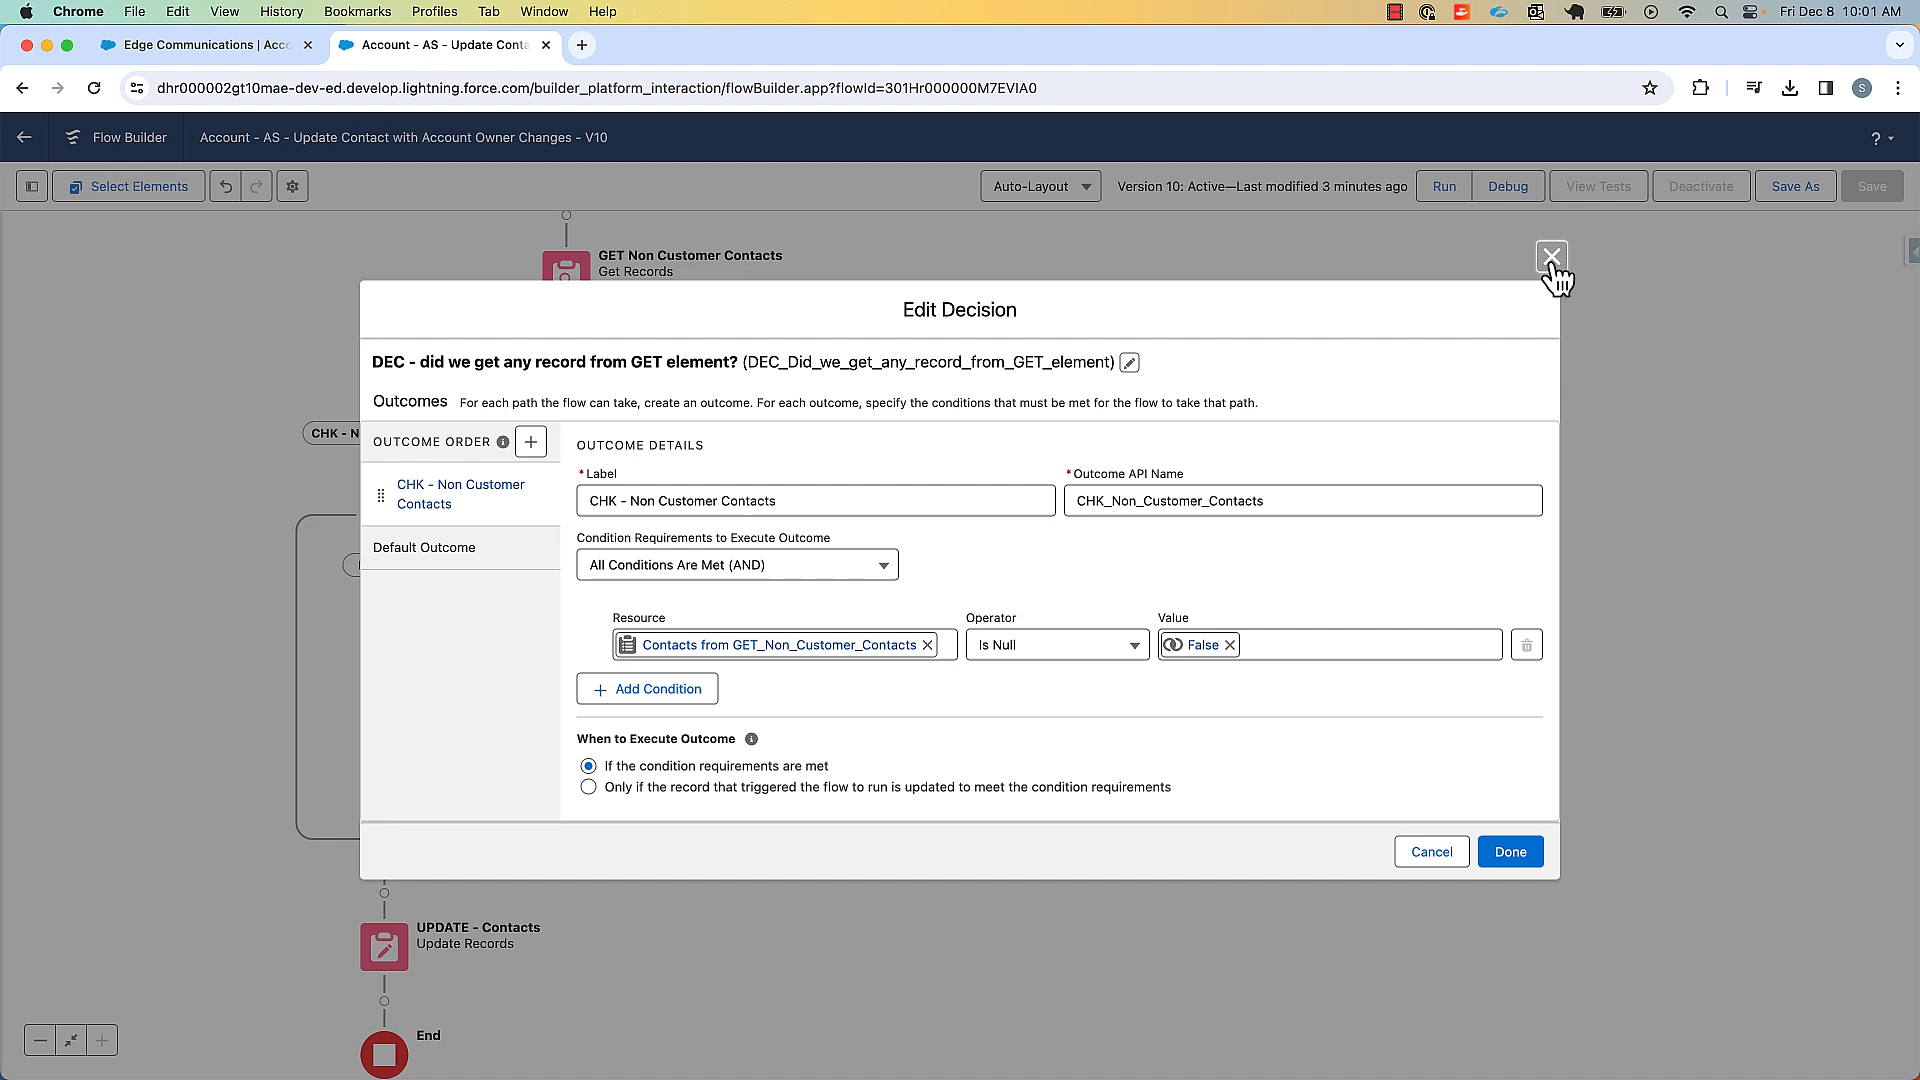 Chrome File Edit View History Bookmarks Profiles Tab Window Help Fri Dec 8 10:01 AM
Edge Communications | Acco Account - AS - Update Conta
dhr000002gt10mae-dev-ed.develop.lightning.force.com/builder_platform_interaction/flowBuilder.app?flowId=301Hr000000M7EVIA0 S
Flow Builder Account - AS - Update Contact with Account Owner Changes - V10 ?
Select Elements Auto-Layout Version 10: Active—Last modified 3 minutes ago Run Debug View Tests Deactivate Save As Save
GET Non Customer Contacts
Get Records
Edit Decision
DEC - did we get any record from GET element? (DEC_Did_we_get_any_record_from_GET_element)
Outcomes For each path the flow can take, create an outcome. For each outcome, specify the conditions that must be met for the flow to take that path.
CHK - N
OUTCOME ORDER
OUTCOME DETAILS
* Label
* Outcome API Name
CHK - Non Customer
Contacts
CHK - Non Customer Contacts
CHK_Non_Customer_Contacts
Default Outcome
Condition Requirements to Execute Outcome
All Conditions Are Met (AND)
Resource Operator Value
Contacts from GET_Non_Customer_Contacts Is Null False
Add Condition
When to Execute Outcome
If the condition requirements are met
Only if the record that triggered the flow to run is updated to meet the condition requirements
Cancel Done
UPDATE - Contacts
Update Records
End